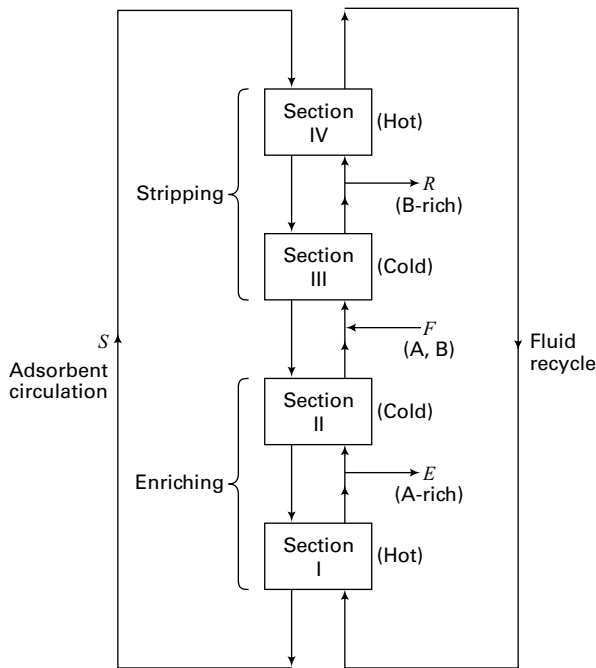 Section
IV
(Hot)
Stripping
R
(B-rich)
Section
III
(Cold)
S
Adsorbent
circulation
F
(A, B)
Fluid
recycle
Section
II
(Cold)
Enriching
E
(A-rich)
Section
I
(Hot)